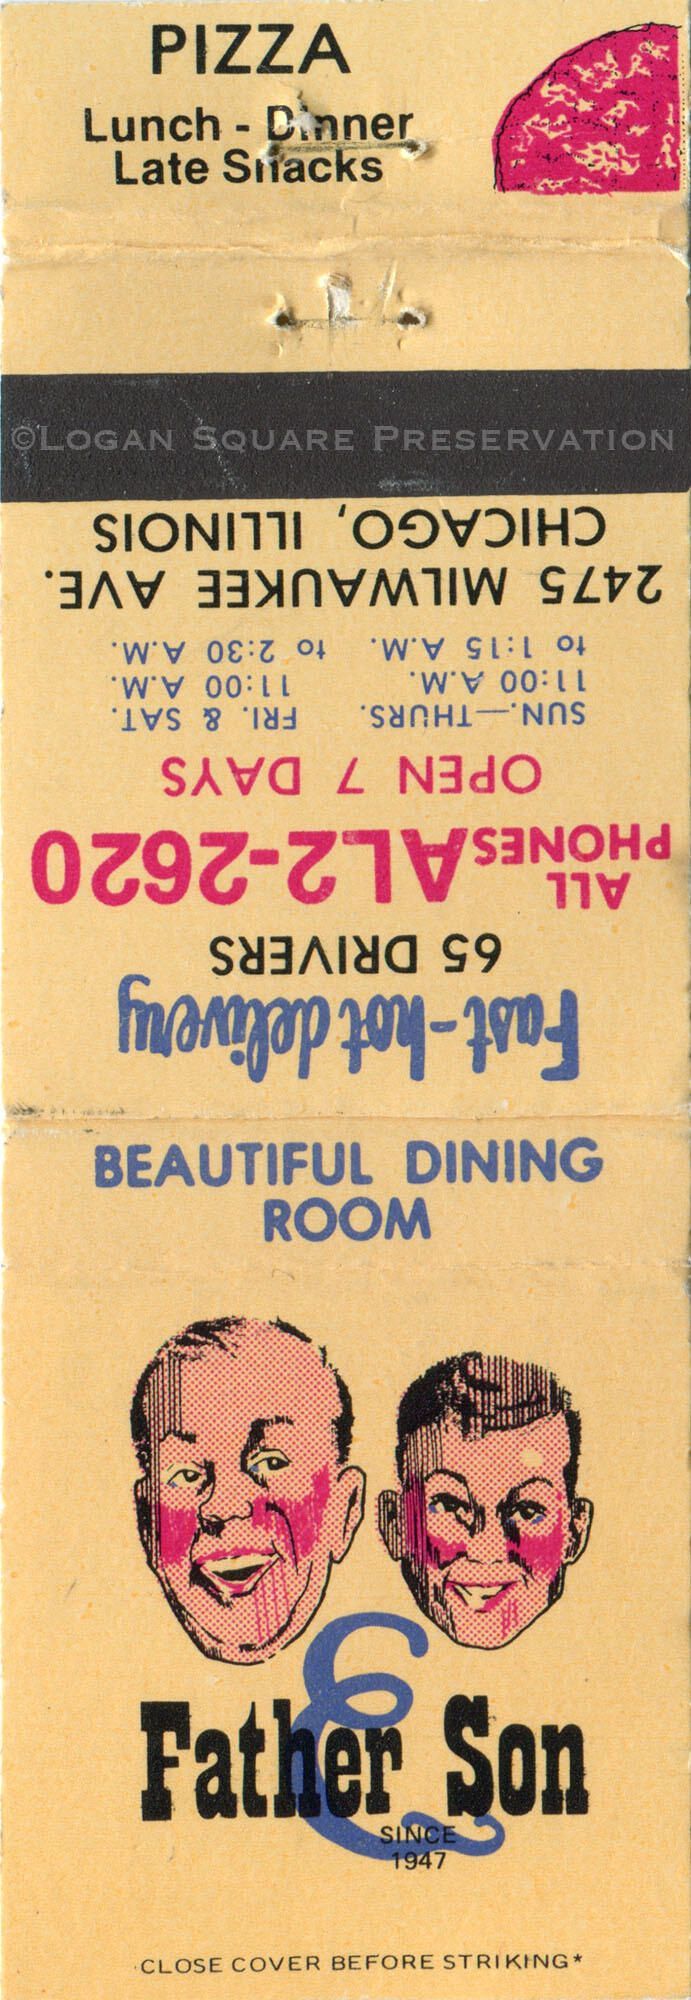 PIZZA
Lunch - Dinner
Late Snacks
©LOGAN SQUARE PRESERVATION
Fast-hot delivery
65 DRIVERS
ALL PHONES AL2-2620
OPEN 7 DAYS
SUN.—THURS. FRI. & SAT.
11:00 A.M. 11:00 A.M.
to 1:15 A.M. to 2:30 A.M.
2475 MILWAUKEE AVE.
CHICAGO, ILLINOIS
BEAUTIFUL DINING
ROOM
Father & Son
SINCE
1947
CLOSE COVER BEFORE STRIKING*